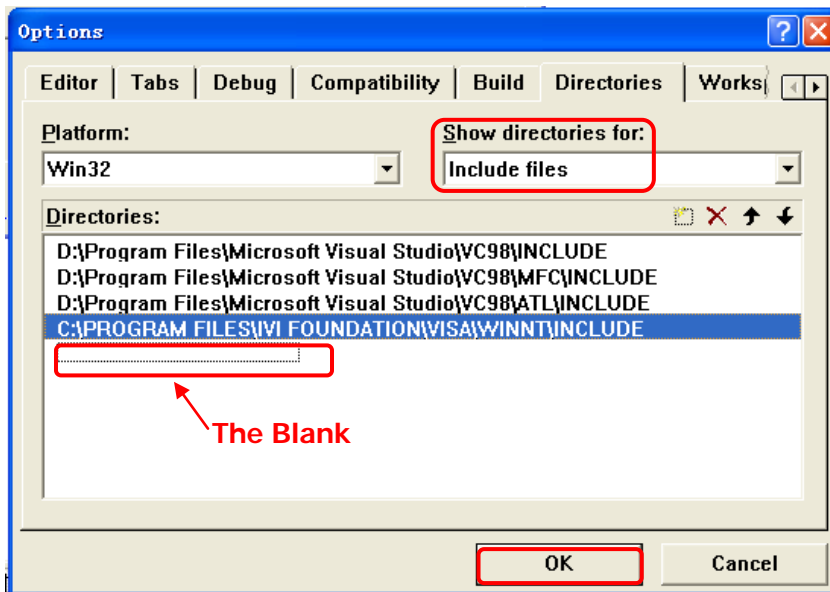 Options
Editor Tabs Debug Compatibility Build Directories Works
Platform: Show directories for:
Win32 Include files
Directories:
D:\Program Files\Microsoft Visual Studio\VC98\INCLUDE
D:\Program Files\Microsoft Visual Studio\VC98\MFC\INCLUDE
D:\Program Files\Microsoft Visual Studio\VC98\ATL\INCLUDE
C:\PROGRAM FILES\IVI FOUNDATION\VISA\WINNT\INCLUDE
The Blank
OK Cancel